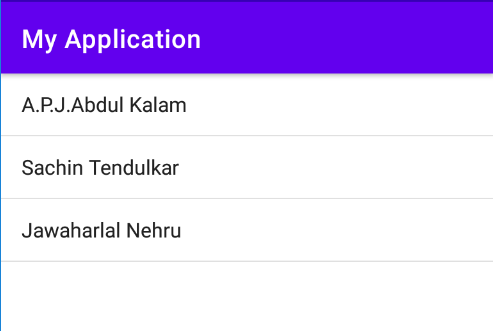 My Application
A.P.J.Abdul Kalam
Sachin Tendulkar
Jawaharlal Nehru